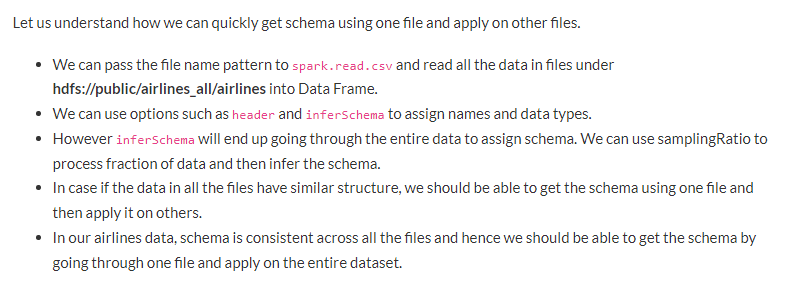 Let us understand how we can quickly get schema using one file and apply on other files.
• We can pass the file name pattern to spark.read.csv and read all the data in files under
hdfs://public/airlines_all/airlines into Data Frame.
• We can use options such as header and inferSchema to assign names and data types.
• However inferSchema will end up going through the entire data to assign schema. We can use samplingRatio to
process fraction of data and then infer the schema.
• In case if the data in all the files have similar structure, we should be able to get the schema using one file and
then apply it on others.
• In our airlines data, schema is consistent across all the files and hence we should be able to get the schema by
going through one file and apply on the entire dataset.